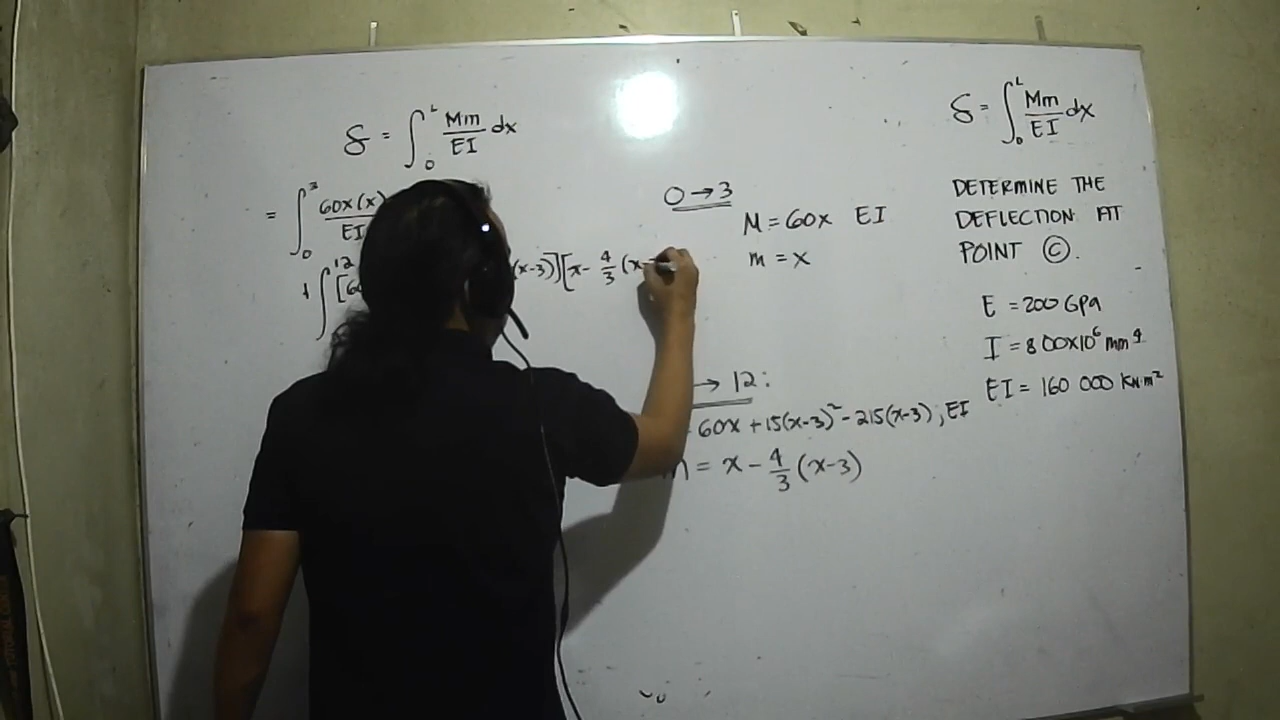 δ = ∫₀ᴸ Mm/EI dx
= ∫₀³ 60x(x)/EI
+ ∫¹² [60 (x-3)][x - 4/3 (x-
0 → 3
M = 60x EI
m = x
→ 12:
60x + 15(x-3)² - 215(x-3), EI
m = x - 4/3 (x-3)
δ = ∫₀ᴸ Mm/EI dx
DETERMINE THE
DEFLECTION AT
POINT Ⓒ.
E = 200 GPa
I = 800x10⁶ mm⁴
EI = 160 000 KN·m²